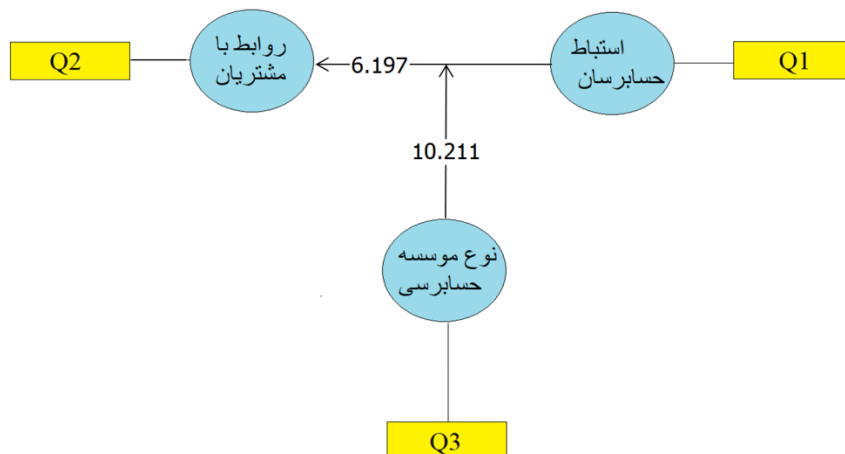 Q2
روابط با
مشتریان
6.197
استباط
حسابرسان
Q1
10.211
نوع موسسه
حسابرسی
Q3